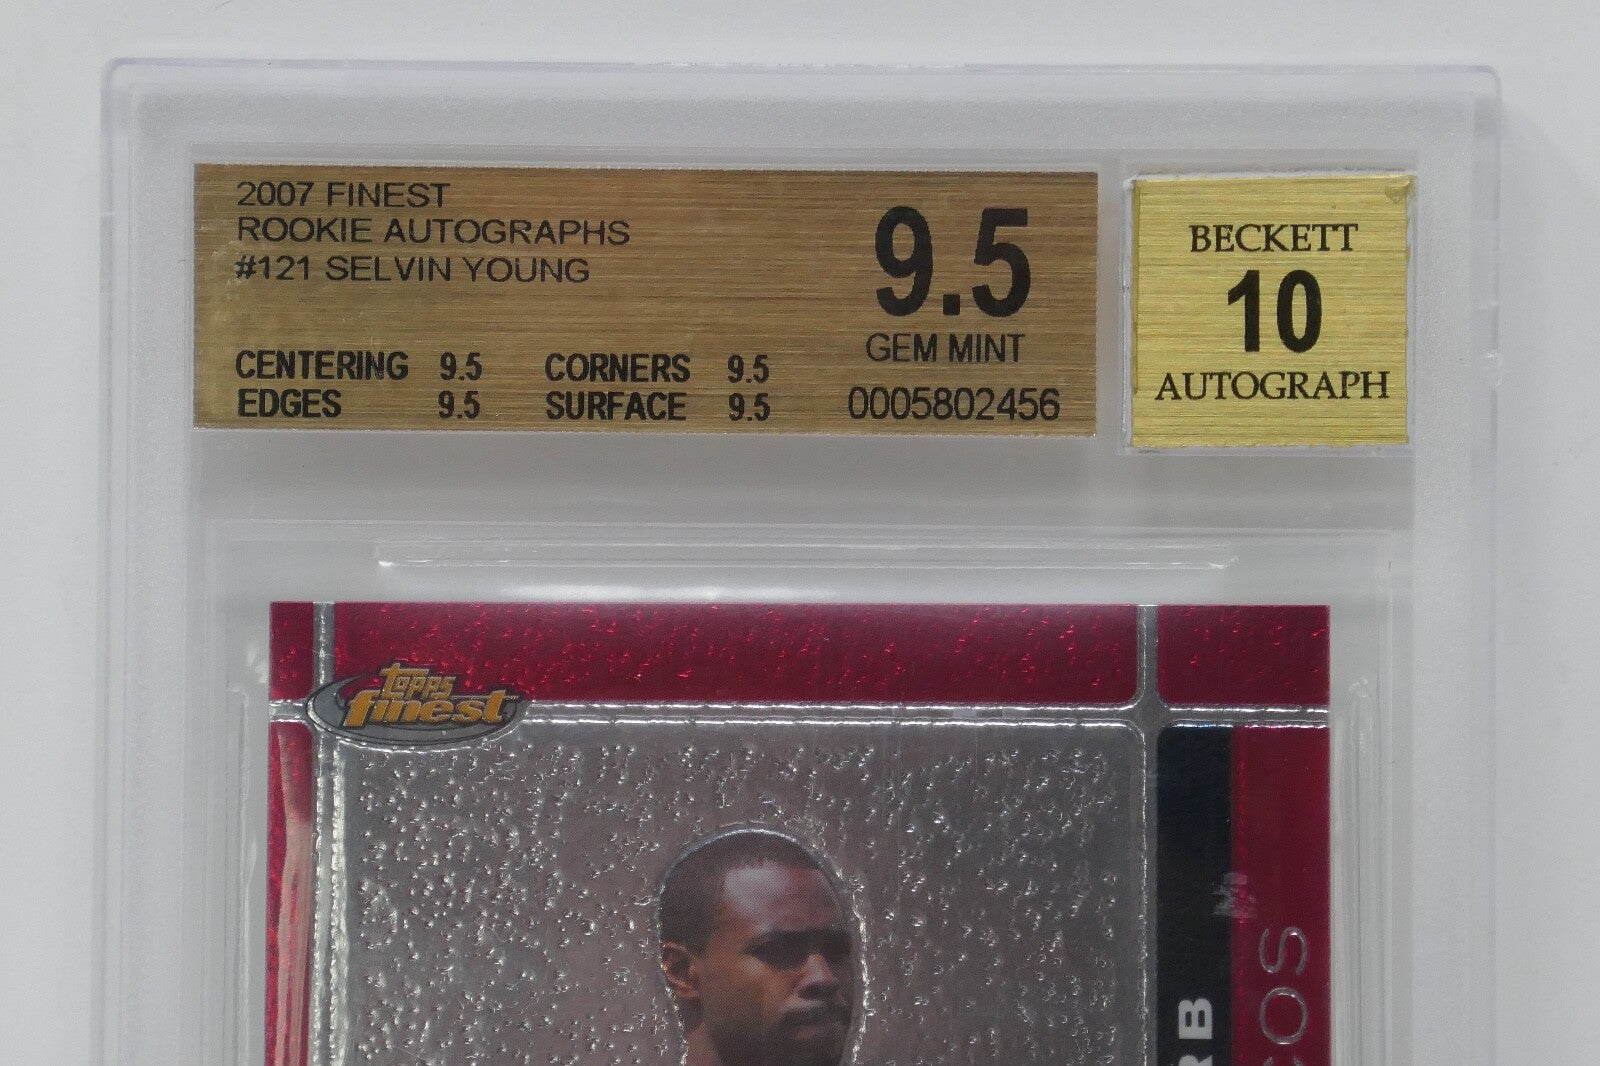 2007 FINEST
ROOKIE AUTOGRAPHS
#121 SELVIN YOUNG
CENTERING 9.5 CORNERS 9.5
EDGES 9.5 SURFACE 9.5
9.5
GEM MINT
0005802456
BECKETT
10
AUTOGRAPH
TOPPS
finest
RB
COS